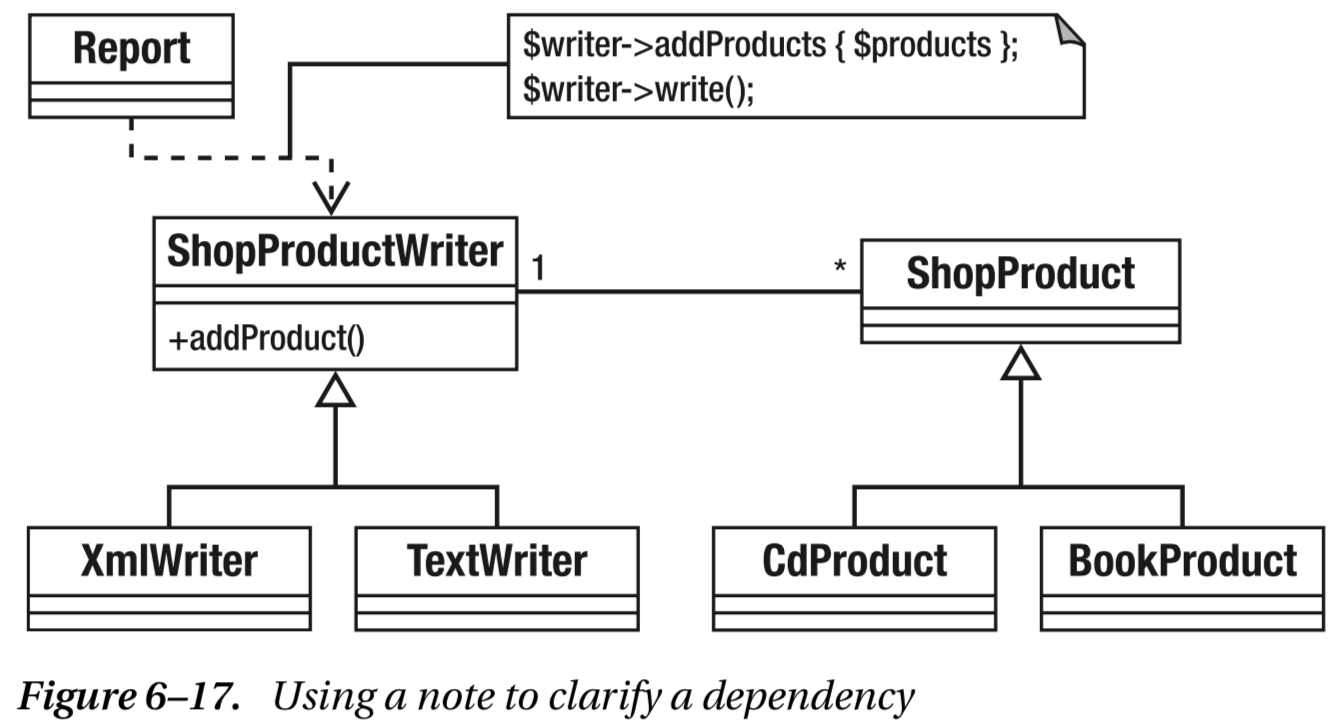 Report
$writer->addProducts { $products };
$writer->write();
ShopProductWriter
1
*
ShopProduct
+addProduct()
XmlWriter
TextWriter
CdProduct
BookProduct
Figure 6–17. Using a note to clarify a dependency